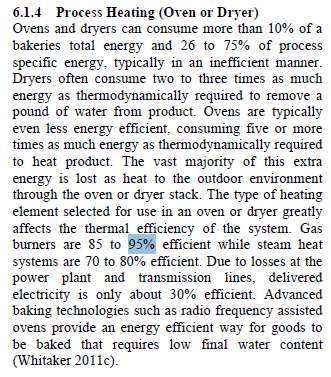 6.1.4 Process Heating (Oven or Dryer)
Ovens and dryers can consume more than 10% of a
bakeries total energy and 26 to 75% of process
specific energy, typically in an inefficient manner.
Dryers often consume two to three times as much
energy as thermodynamically required to remove a
pound of water from product. Ovens are typically
even less energy efficient, consuming five or more
times as much energy as thermodynamically required
to heat product. The vast majority of this extra
energy is lost as heat to the outdoor environment
through the oven or dryer stack. The type of heating
element selected for use in an oven or dryer greatly
affects the thermal efficiency of the system. Gas
burners are 85 to 95% efficient while steam heat
systems are 70 to 80% efficient. Due to losses at the
power plant and transmission lines, delivered
electricity is only about 30% efficient. Advanced
baking technologies such as radio frequency assisted
ovens provide an energy efficient way for goods to
be baked that requires low final water content
(Whitaker 2011c).